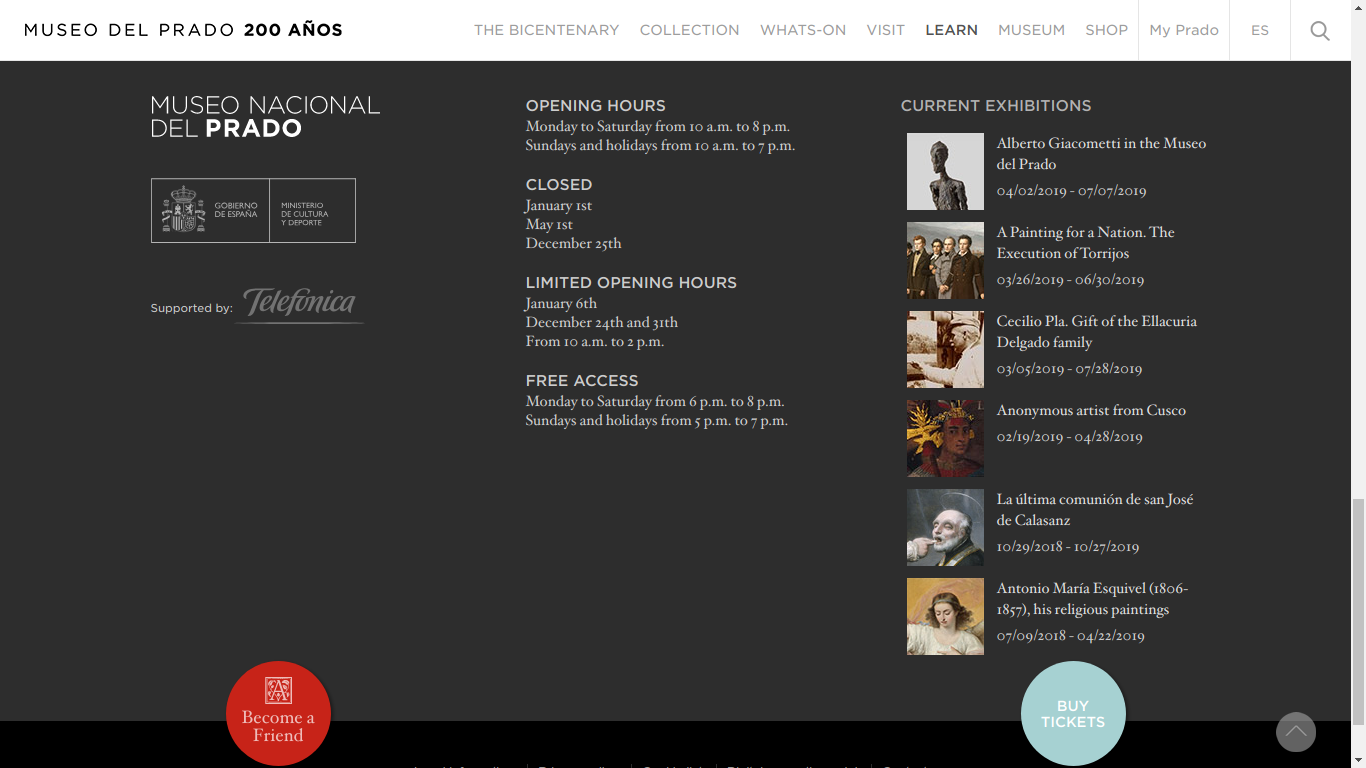 MUSEO DEL PRADO 200 AÑOS
THE BICENTENARY
COLLECTION
WHATS-ON
VISIT
LEARN
MUSEUM
SHOP
My Prado
ES
MUSEO NACIONAL
DEL PRADO
GOBIERNO
DE ESPAÑA
MINISTERIO
DE CULTURA
Y DEPORTE
Supported by: Telefónica
OPENING HOURS
Monday to Saturday from 10 a.m. to 8 p.m.
Sundays and holidays from 10 a.m. to 7 p.m.
CLOSED
January 1st
May 1st
December 25th
LIMITED OPENING HOURS
January 6th
December 24th and 31th
From 10 a.m. to 2 p.m.
FREE ACCESS
Monday to Saturday from 6 p.m. to 8 p.m.
Sundays and holidays from 5 p.m. to 7 p.m.
CURRENT EXHIBITIONS
Alberto Giacometti in the Museo
del Prado
04/02/2019 - 07/07/2019
A Painting for a Nation. The
Execution of Torrijos
03/26/2019 - 06/30/2019
Cecilio Pla. Gift of the Ellacuria
Delgado family
03/05/2019 - 07/28/2019
Anonymous artist from Cusco
02/19/2019 - 04/28/2019
La última comunión de san José
de Calasanz
10/29/2018 - 10/27/2019
Antonio María Esquivel (1806-
1857), his religious paintings
07/09/2018 - 04/22/2019
A
Become a
Friend
BUY
TICKETS